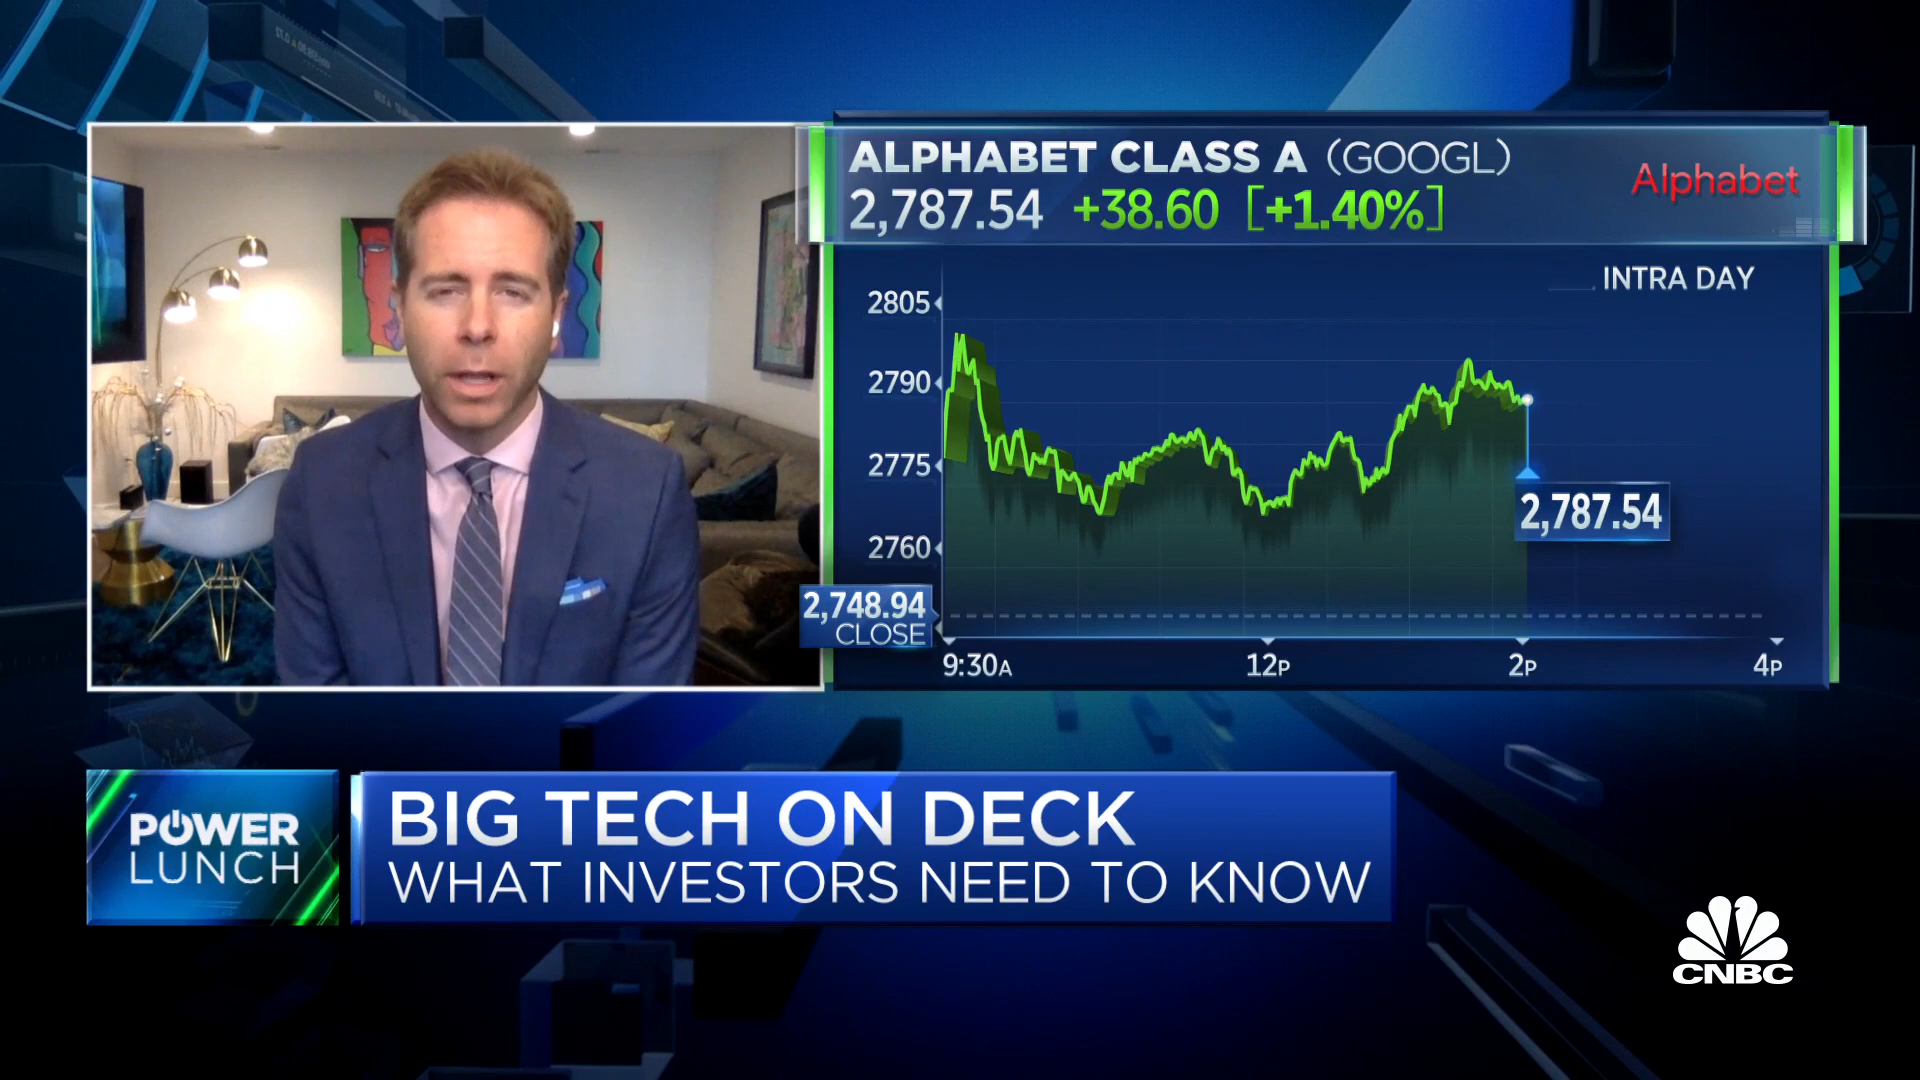 ALPHABET CLASS A (GOOGL)
2,787.54 +38.60 [+1.40%]
Alphabet
INTRA DAY
2805
2790
2775
2760
2,787.54
2,748.94
CLOSE
9:30A 12P 2P 4P
POWER
LUNCH
BIG TECH ON DECK
WHAT INVESTORS NEED TO KNOW
CNBC